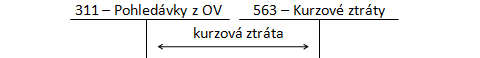 311 – Pohledávky z OV 563 – Kurzové ztráty
kurzová ztráta